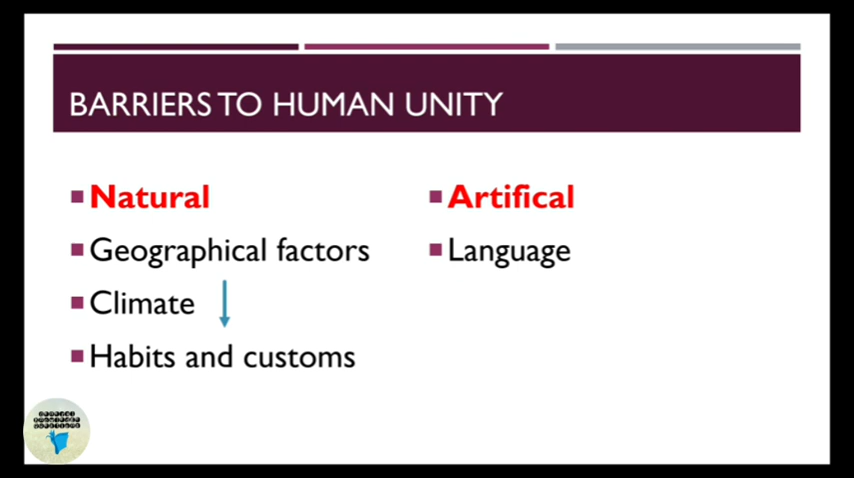 BARRIERS TO HUMAN UNITY
Natural
Geographical factors
Climate
Habits and customs
Artifical
Language